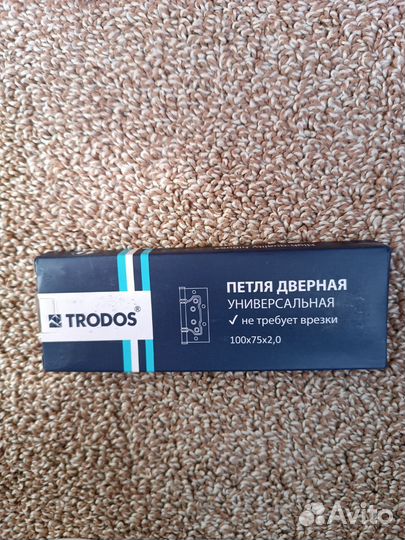 ПЕТЛЯ ДВЕРНАЯ
УНИВЕРСАЛЬНАЯ
✓ не требует врезки
100x75x2,0
TRODOS®
Avito